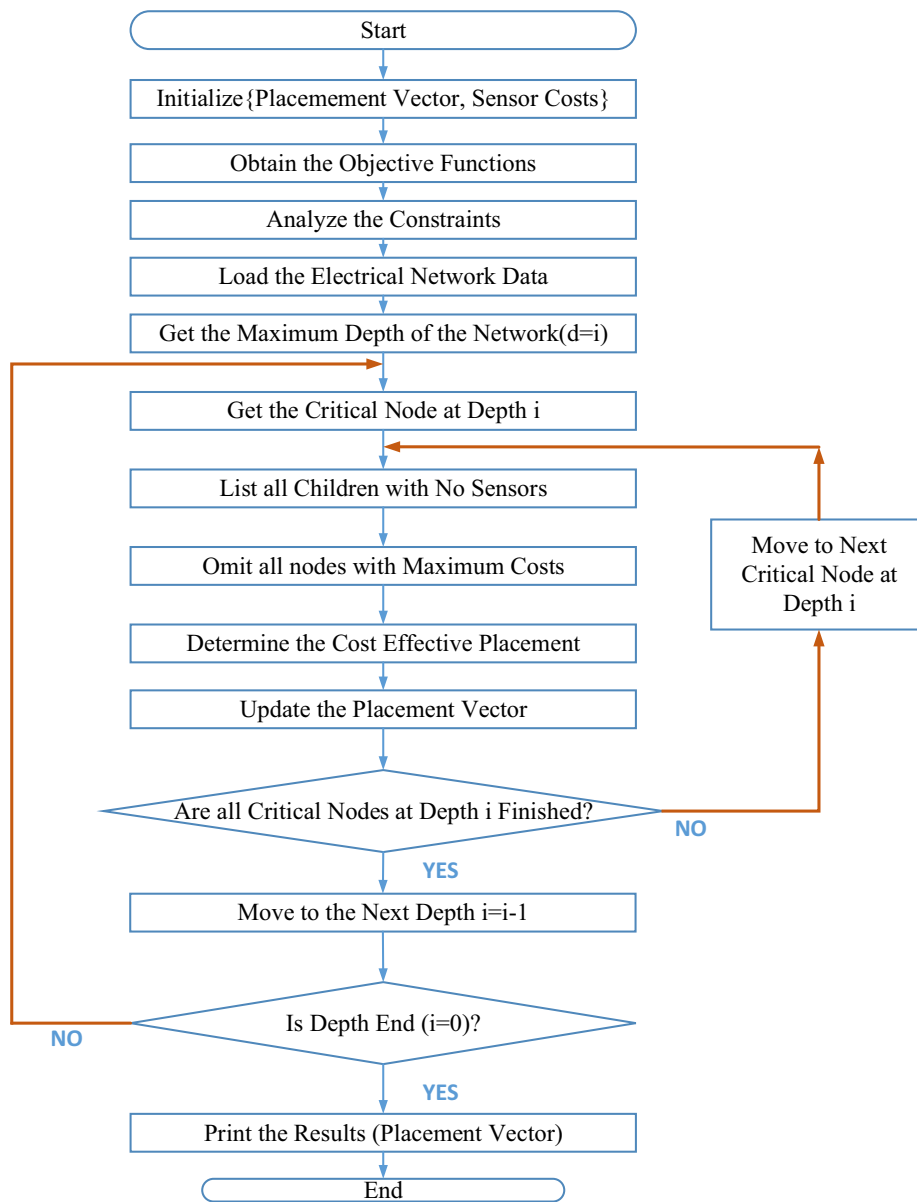 Start
Initialize{Placemement Vector, Sensor Costs}
Obtain the Objective Functions
Analyze the Constraints
Load the Electrical Network Data
Get the Maximum Depth of the Network(d=i)
Get the Critical Node at Depth i
List all Children with No Sensors
Move to Next
Critical Node at
Depth i
Omit all nodes with Maximum Costs
Determine the Cost Effective Placement
Update the Placement Vector
Are all Critical Nodes at Depth i Finished?
NO
YES
Move to the Next Depth i=i-1
Is Depth End (i=0)?
NO
YES
Print the Results (Placement Vector)
End